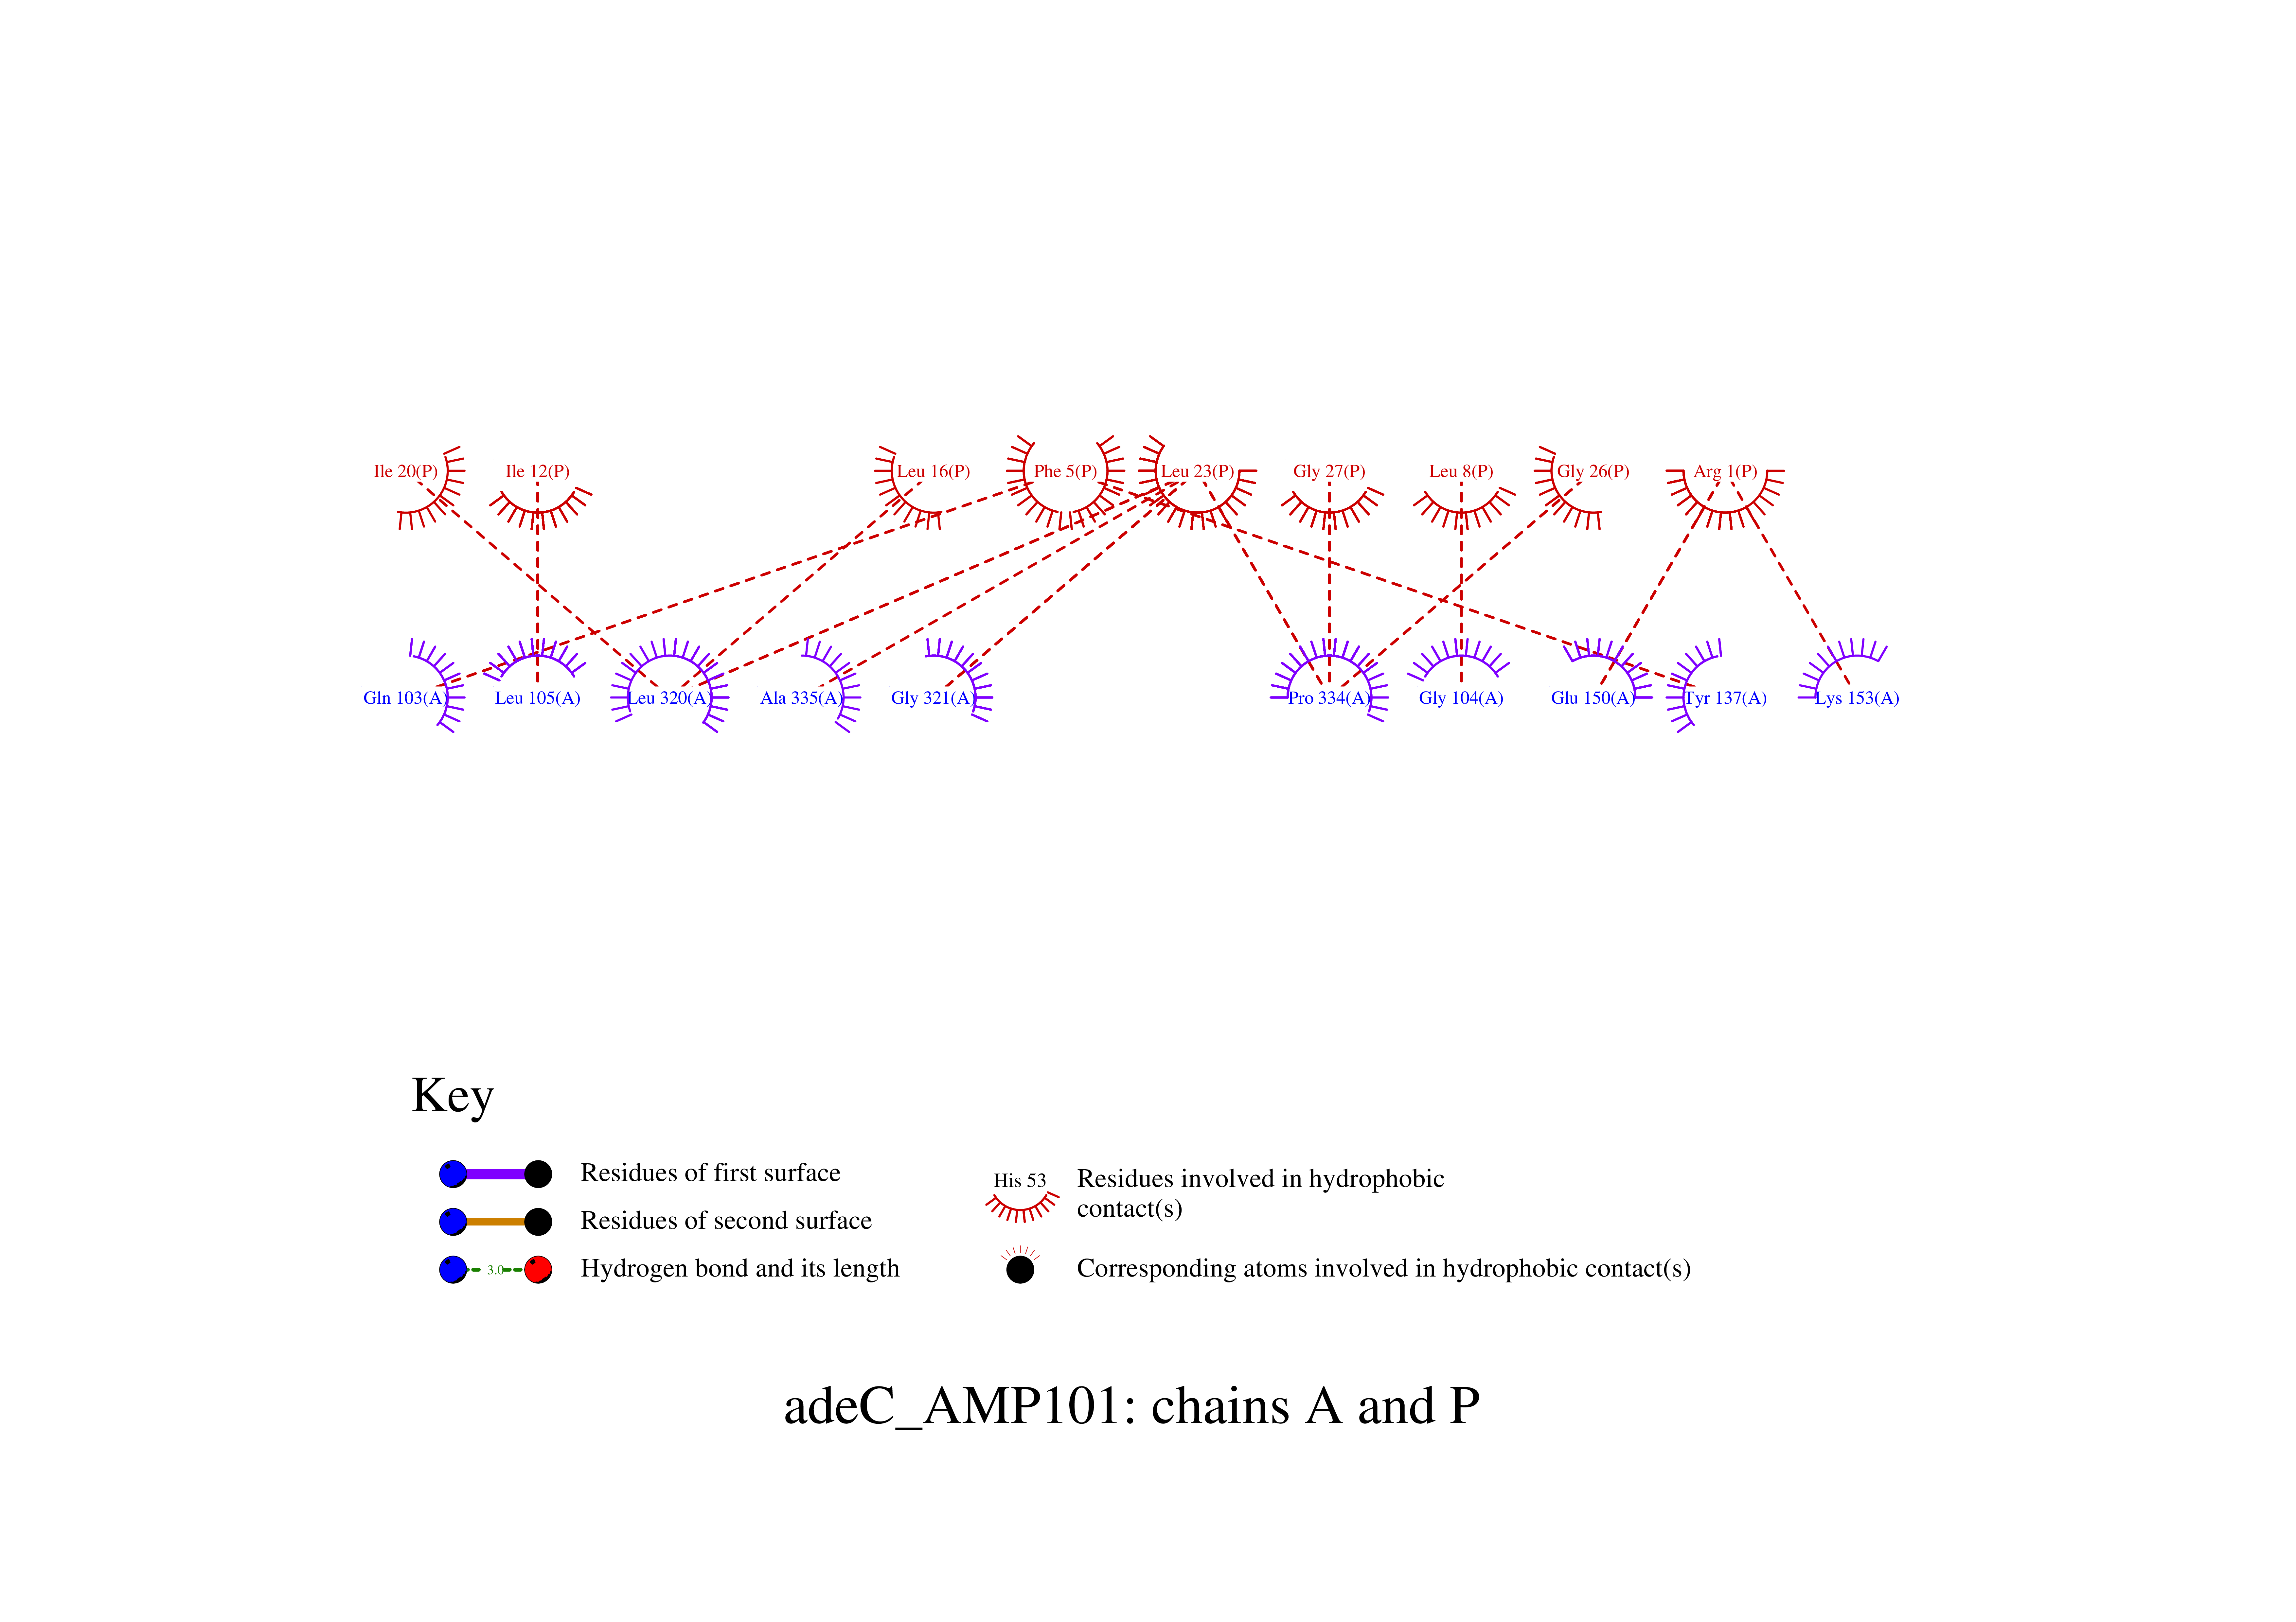 Ile 20(P) Ile 12(P) Leu 16(P) Phe 5(P) Leu 23(P) Gly 27(P) Leu 8(P) Gly 26(P) Arg 1(P)
Gln 103(A) Leu 105(A) Leu 320(A) Ala 335(A) Gly 321(A) Pro 334(A) Gly 104(A) Glu 150(A) Tyr 137(A) Lys 153(A)
Key
Residues of first surface
Residues of second surface
3.0 Hydrogen bond and its length
His 53 Residues involved in hydrophobic
contact(s)
Corresponding atoms involved in hydrophobic contact(s)
adeC_AMP101: chains A and P